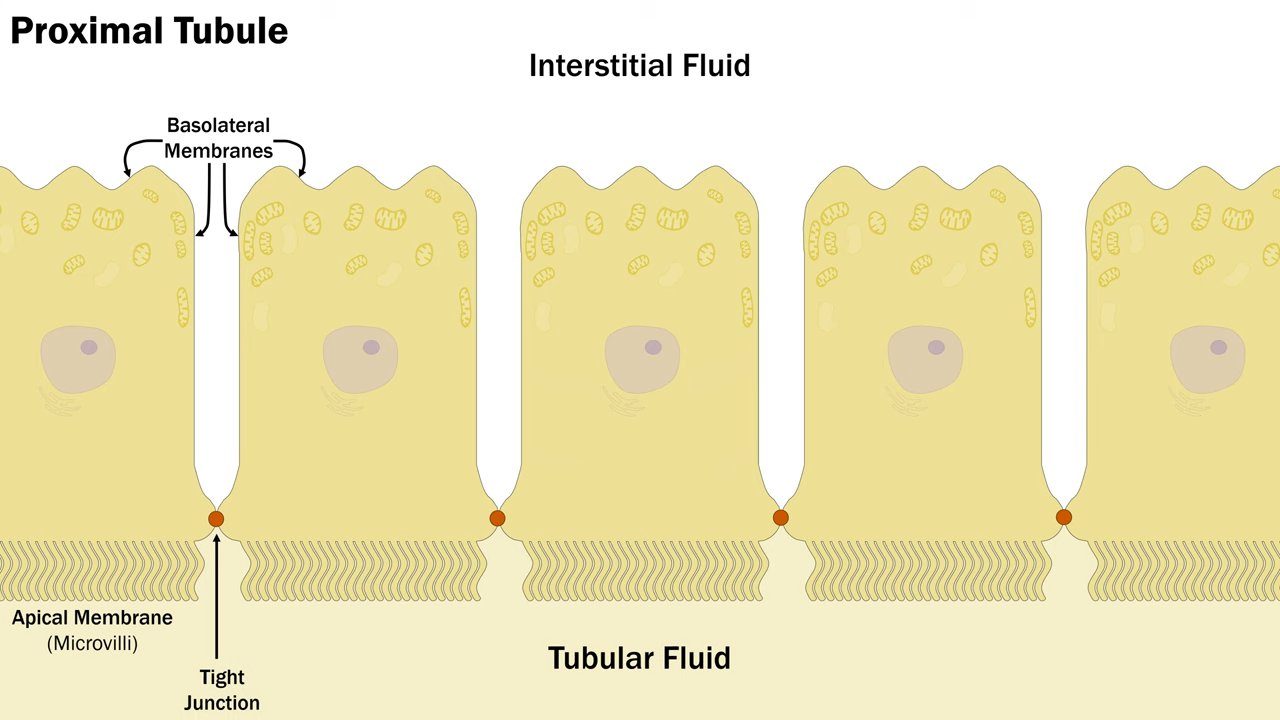 Proximal Tubule
Interstitial Fluid
Basolateral
Membranes
Apical Membrane
(Microvilli)
Tubular Fluid
Tight
Junction